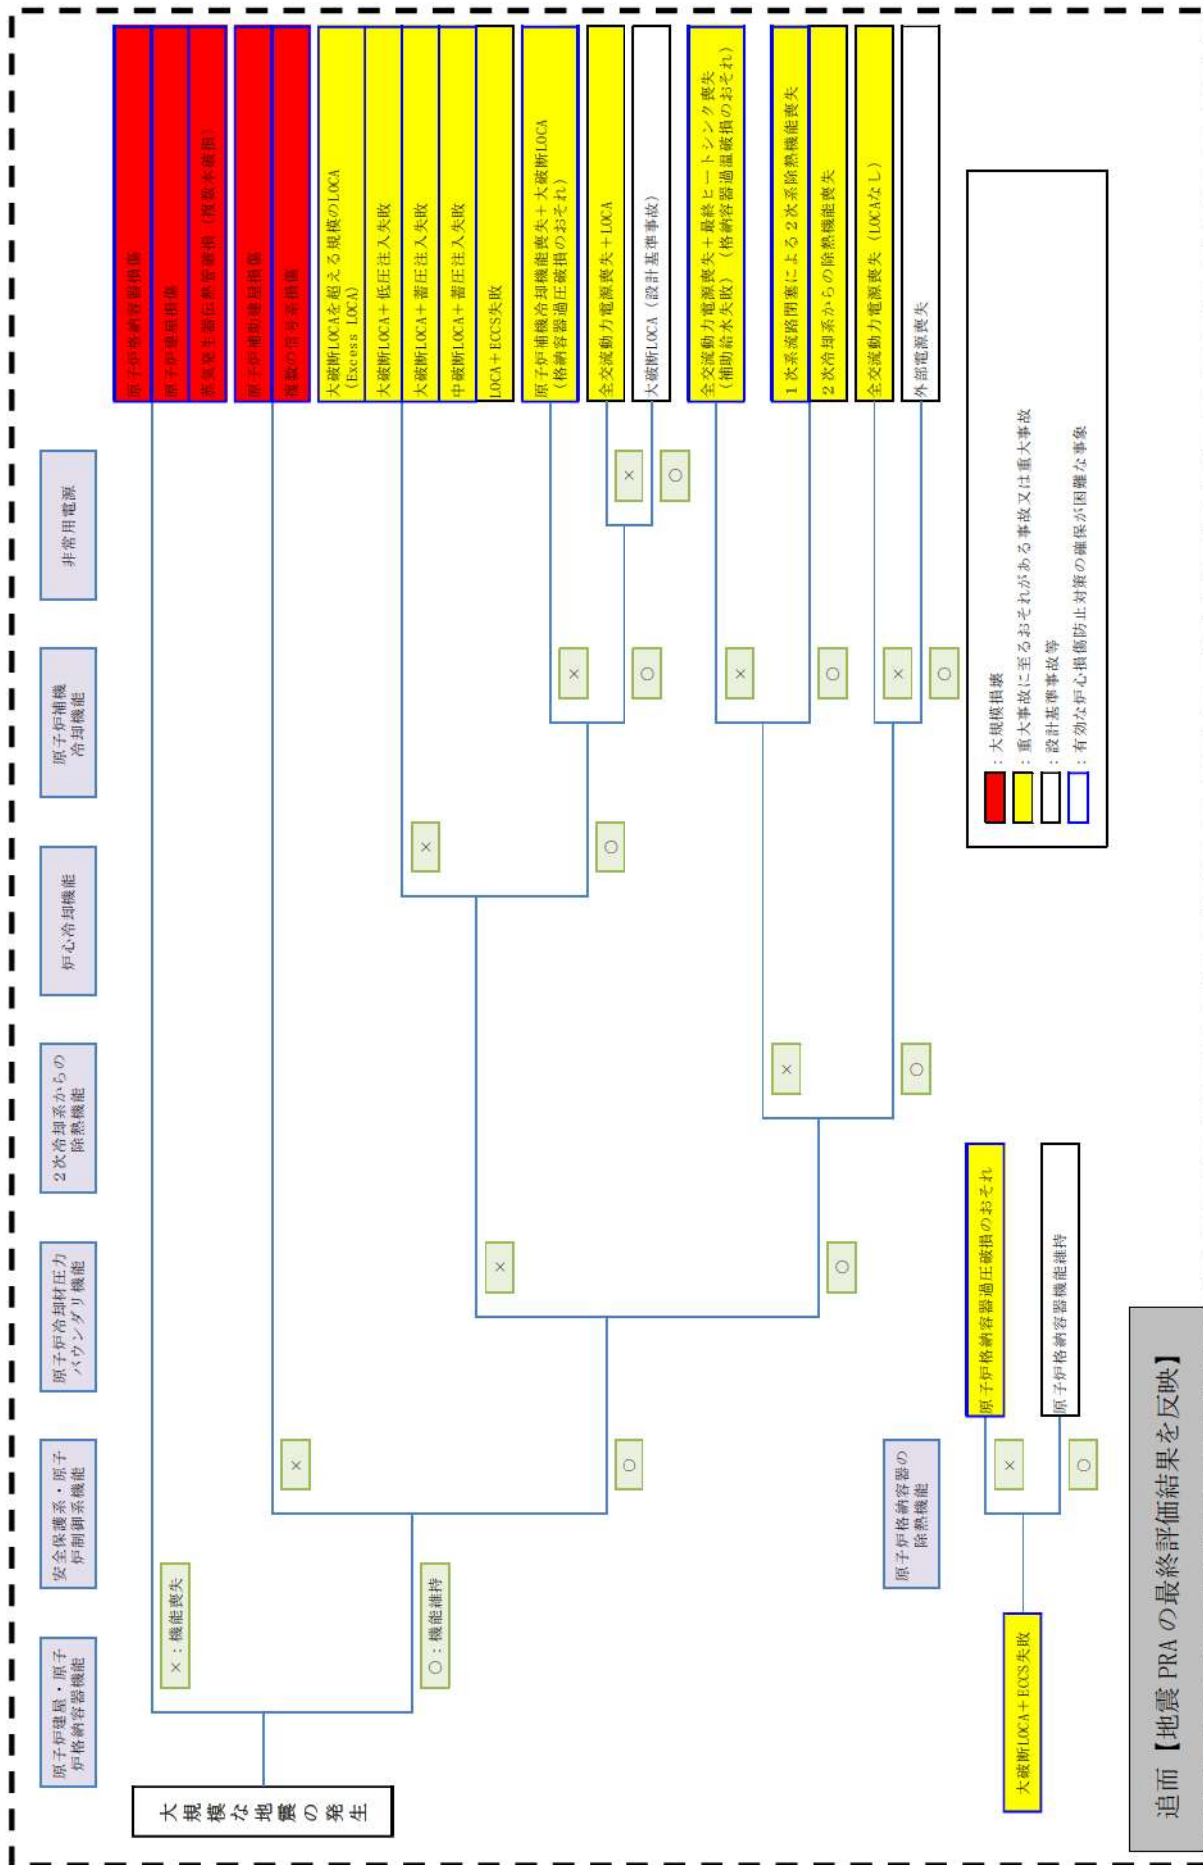 原子炉建屋・原子
炉格納容器機能
安全保護系・原子
炉制御系機能
原子炉冷却材圧力
バウンダリ機能
2次冷却系からの
除熱機能
炉心冷却機能
原子炉補機
冷却機能
非常用電源
大規模な地震の発生
×：機能喪失
○：機能維持
×
○
×
○
×
○
×
○
×
○
×
○
×
○
×
○
原子炉格納容器損傷
原子炉建屋損傷
蒸気発生器伝熱管破損（複数本破損）
原子炉補助建屋損傷
複数の信号系損傷
大破断LOCAを超える規模のLOCA
(Excess LOCA)
大破断LOCA＋低圧注入失敗
大破断LOCA＋蓄圧注入失敗
中破断LOCA＋蓄圧注入失敗
LOCA＋ECCS失敗
原子炉補機冷却機能喪失＋大破断LOCA
（格納容器過圧破損のおそれ）
全交流動力電源喪失＋LOCA
大破断LOCA（設計基準事故）
全交流動力電源喪失＋最終ヒートシンク喪失
（補助給水失敗）（格納容器過温破損のおそれ）
1次系流路閉塞による2次系除熱機能喪失
2次冷却系からの除熱機能喪失
全交流動力電源喪失（LOCAなし）
外部電源喪失
原子炉格納容器の
除熱機能
大破断LOCA＋ECCS失敗
×
○
原子炉格納容器過圧破損のおそれ
原子炉格納容器機能維持
：大規模損壊
：重大事故に至るおそれがある事故又は重大事故
：設計基準事故等
：有効な炉心損傷防止対策の確保が困難な事象
追而【地震 PRA の最終評価結果を反映】